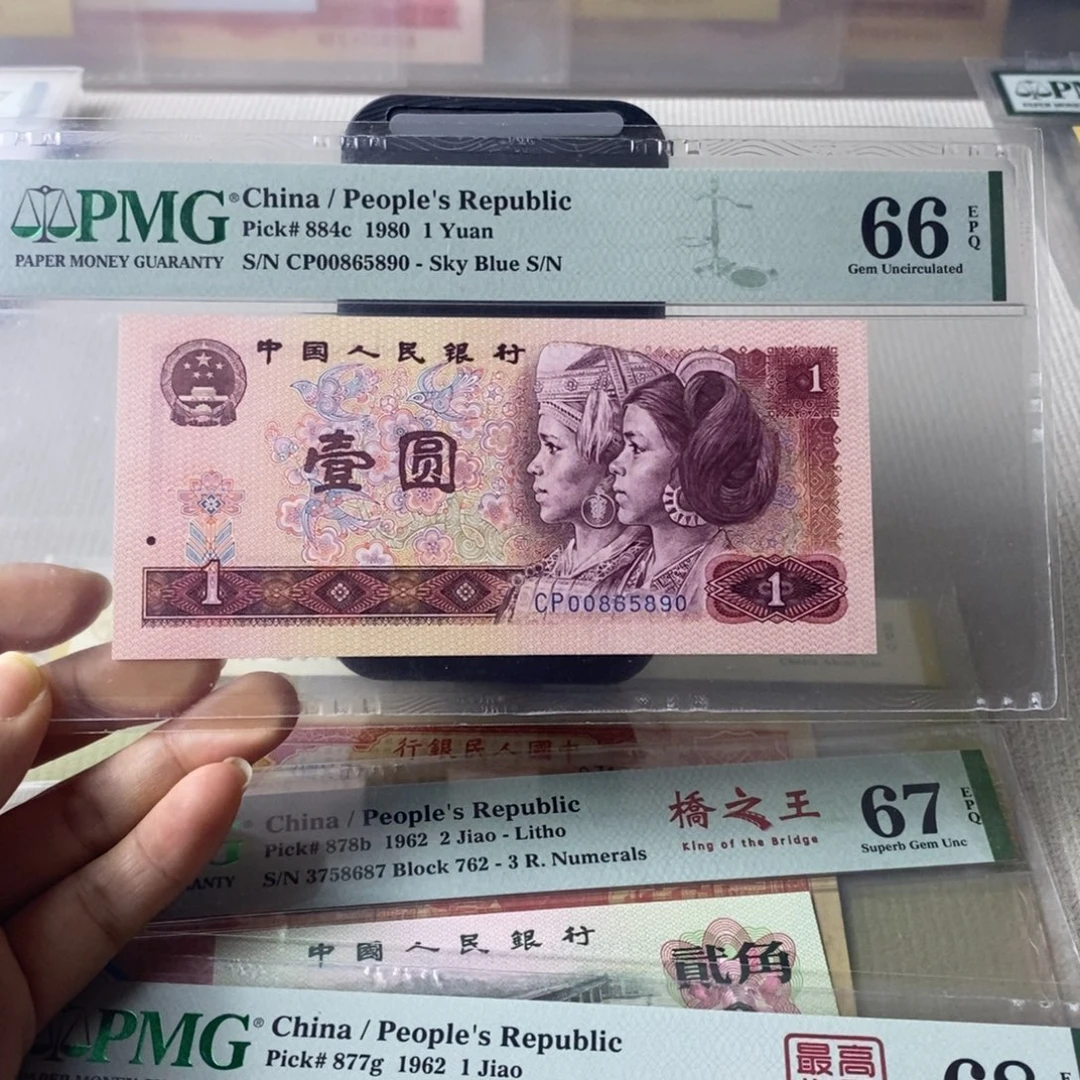 PMG® China / People's Republic
Pick# 884c 1980 1 Yuan
PAPER MONEY GUARANTY S/N CP00865890 - Sky Blue S/N
66 EPQ
Gem Uncirculated
中国人民银行
1
壹圆
1
CP00865890
1
行銀民人國中
China / People's Republic
Pick# 878b 1962 2 Jiao - Litho
S/N 3758687 Block 762 - 3 R. Numerals
橋之王
King of the Bridge
67 EPQ
Superb Gem Unc
中國人民銀行
貳角
PMG® China / People's Republic
Pick# 877g 1962 1 Jiao
最高